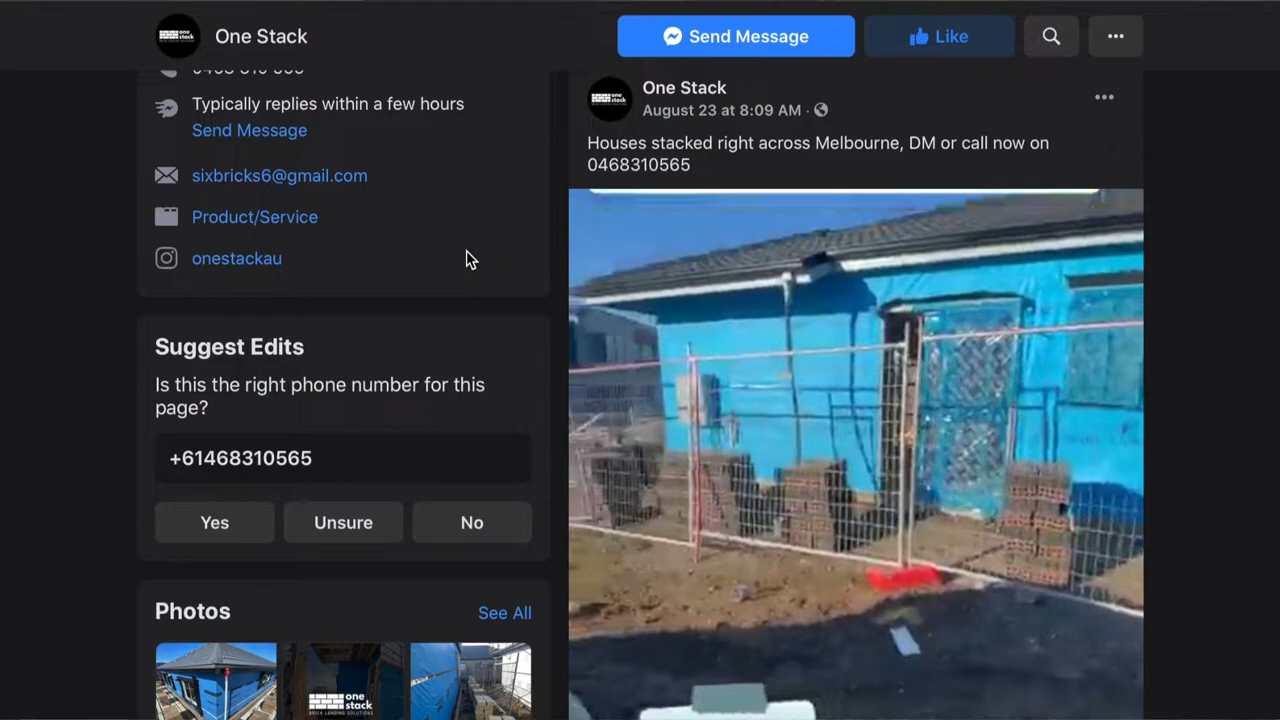 One Stack
Send Message
Like
Typically replies within a few hours
Send Message
sixbricks6@gmail.com
Product/Service
onestackau
Suggest Edits
Is this the right phone number for this
page?
+61468310565
Yes
Unsure
No
Photos
See All
one
stack
BRICK LOADING SOLUTIONS
One Stack
August 23 at 8:09 AM ·
Houses stacked right across Melbourne, DM or call now on
0468310565